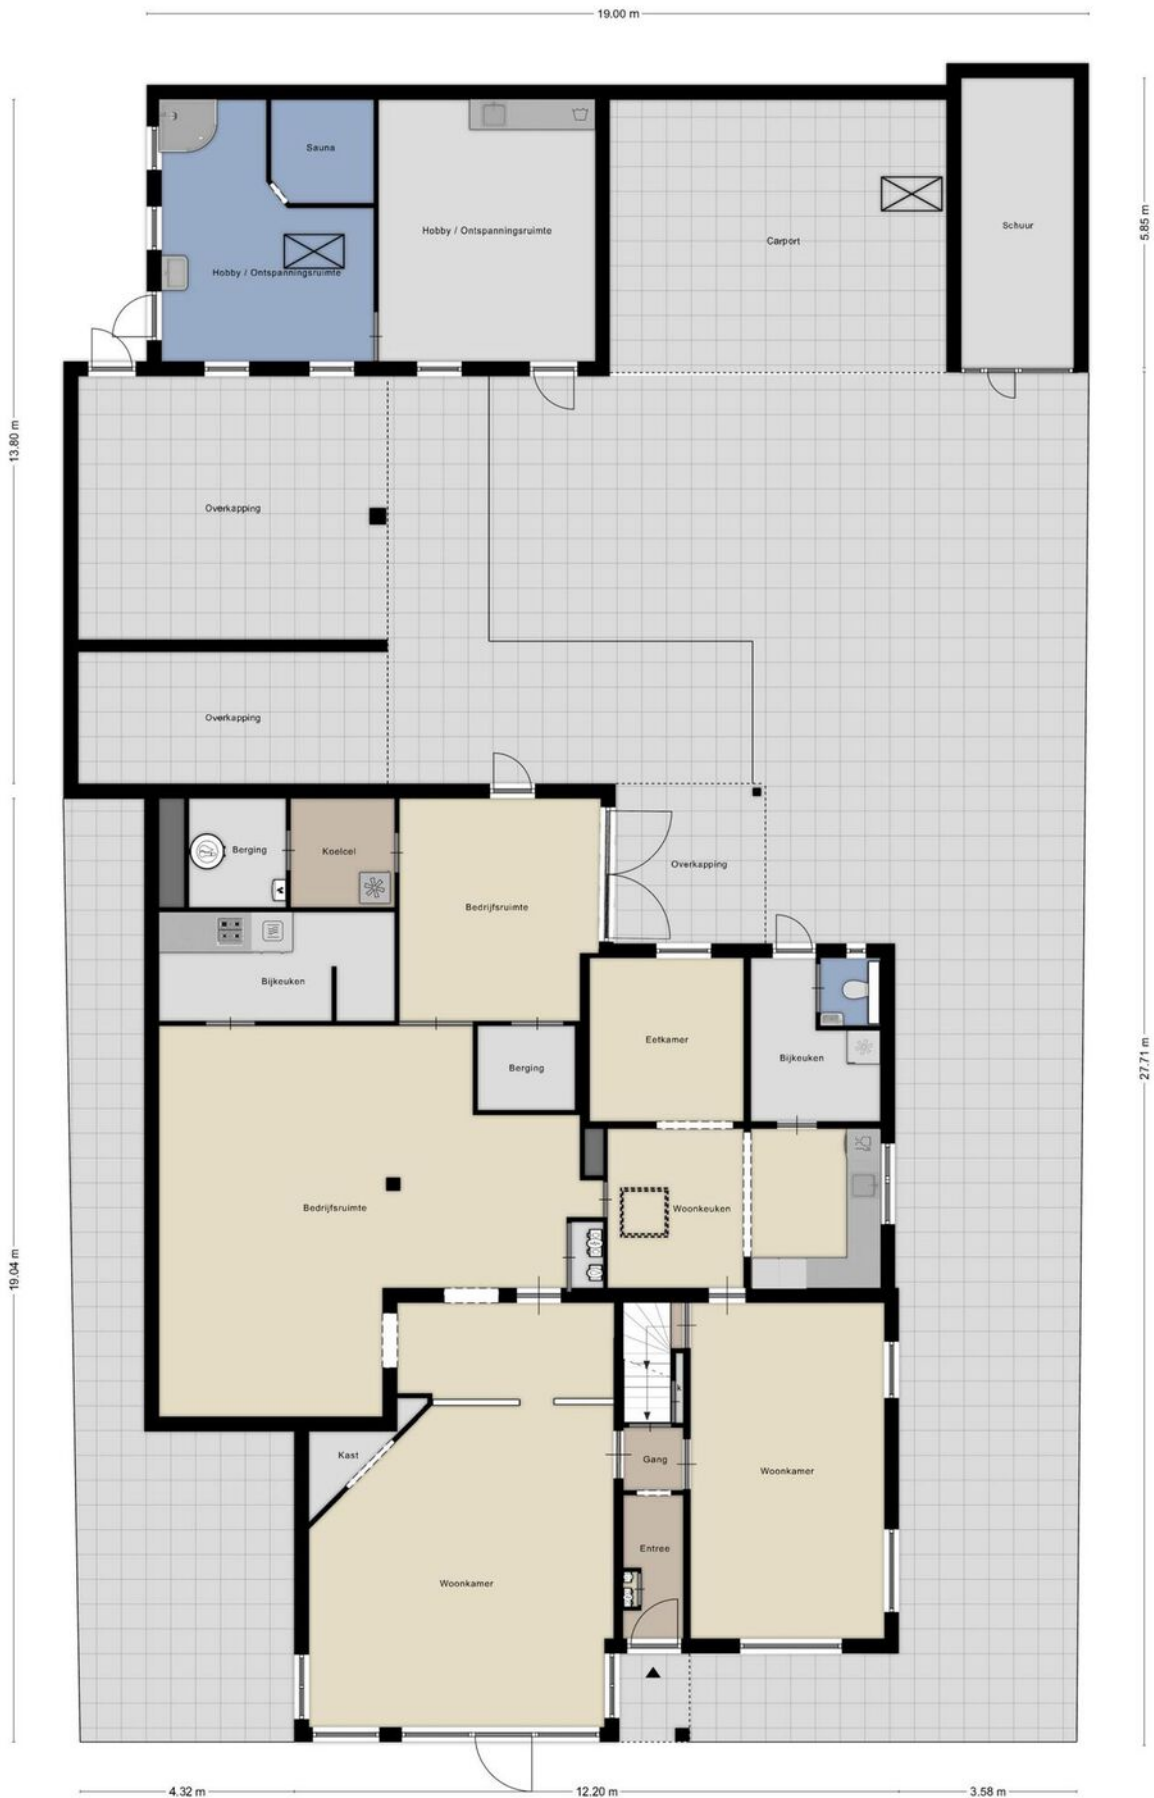 19.00 m
Sauna
Hobby / Ontspanningsruimte
Hobby / Ontspanningsruimte
Carport
Schuur
5.85 m
13.80 m
Overkapping
Overkapping
Berging
Koelcel
Overkapping
Bedrijfsruimte
Bijkeuken
Eetkamer
Bijkeuken
Berging
27.71 m
Bedrijfsruimte
Woonkeuken
19.04 m
Kast
Gang
Woonkamer
Entree
Woonkamer
4.32 m
12.20 m
3.58 m